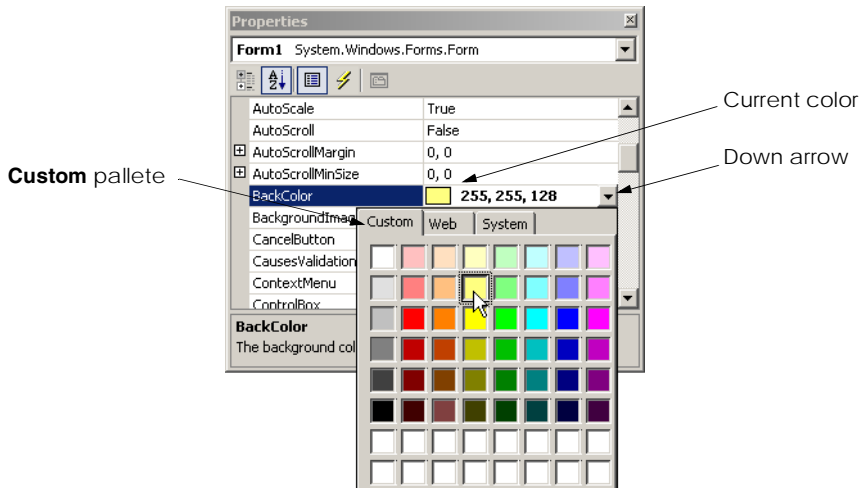 Properties
Form1 System.Windows.Forms.Form
AutoScale True
AutoScroll False
AutoScrollMargin 0, 0
AutoScrollMinSize 0, 0
BackColor 255, 255, 128
BackgroundImag
CancelButton
CausesValidation
ContextMenu
ControlBox
Custom Web System
BackColor
The background col
Current color
Down arrow
Custom pallete